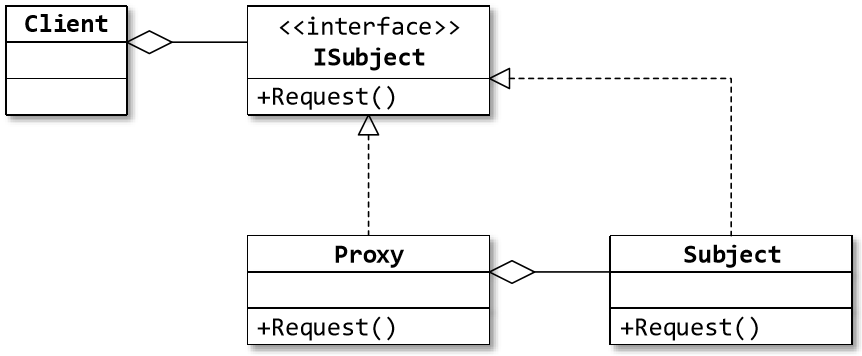 Client
<<interface>>
ISubject
+Request()
Proxy
+Request()
Subject
+Request()